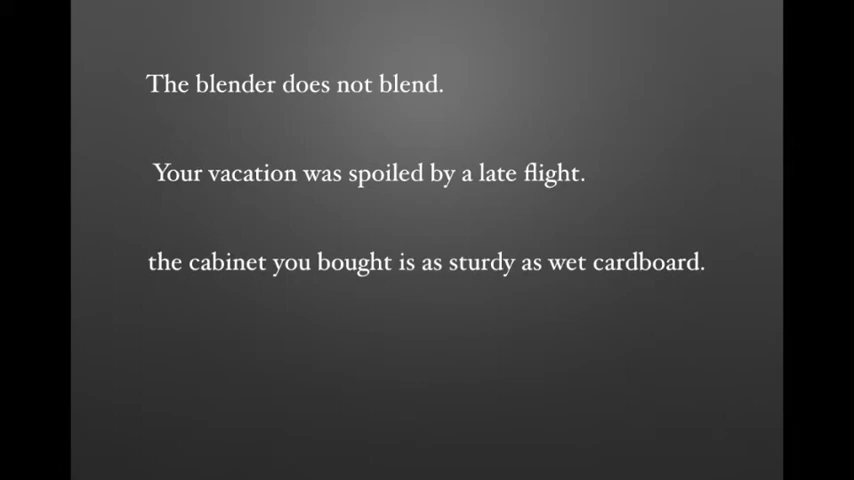 The blender does not blend.
Your vacation was spoiled by a late flight.
the cabinet you bought is as sturdy as wet cardboard.